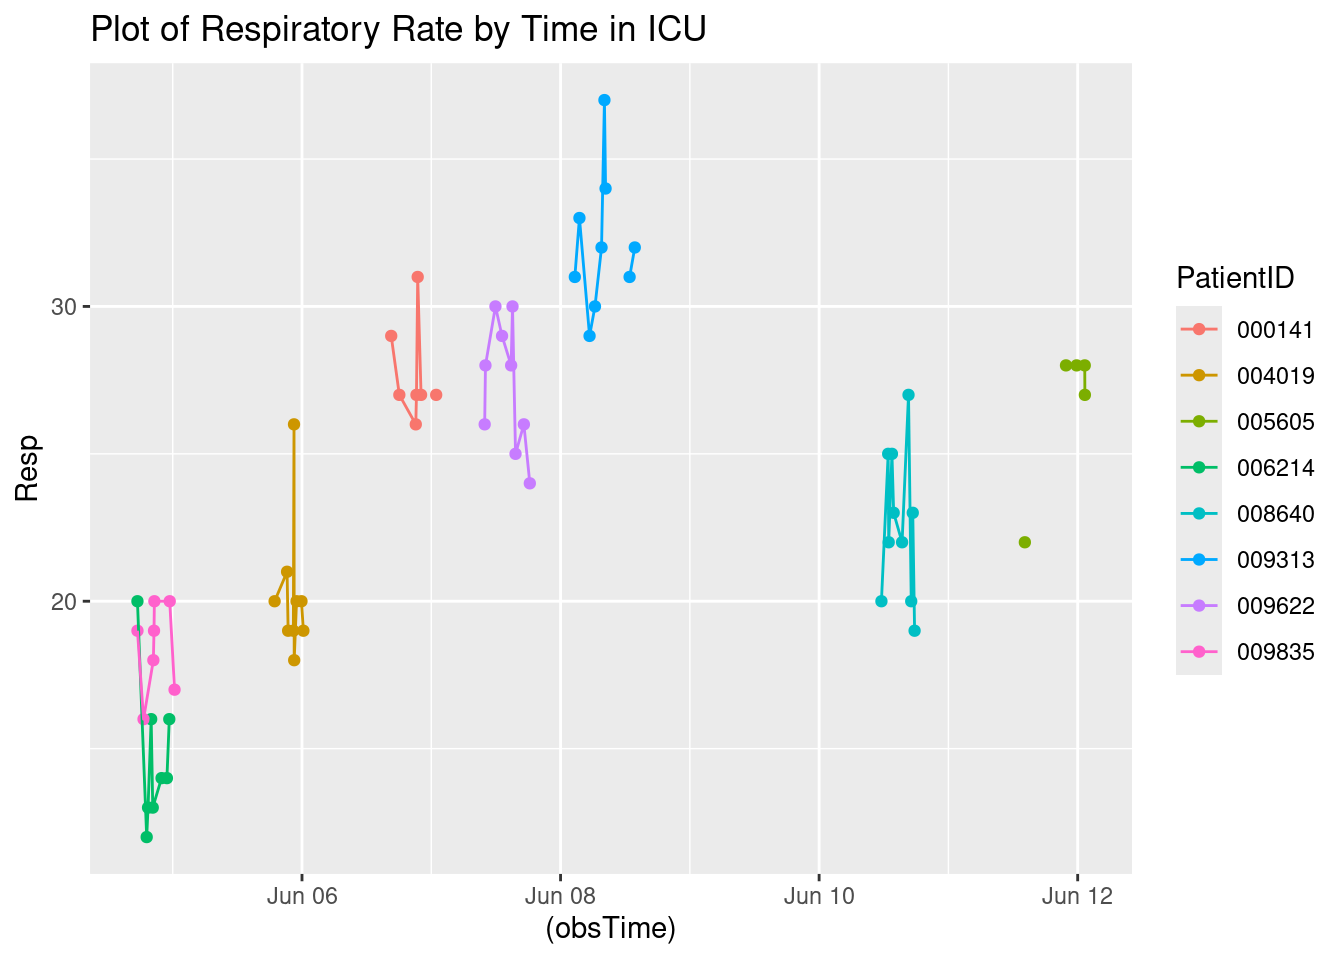 Plot of Respiratory Rate by Time in ICU
Resp
30
20
Jun 06
Jun 08
Jun 10
Jun 12
(obsTime)
PatientID
000141
004019
005605
006214
008640
009313
009622
009835